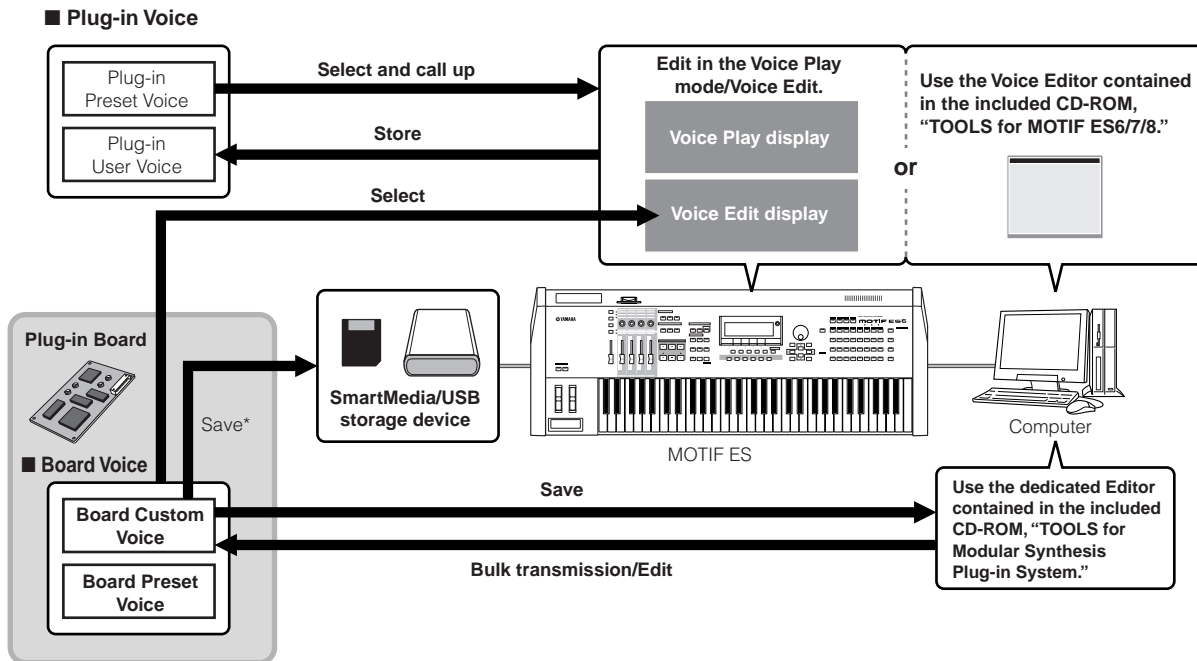 ■ Plug-in Voice
Plug-in
Preset Voice
Plug-in
User Voice
Select and call up
Store
Select
Edit in the Voice Play
mode/Voice Edit.
Voice Play display
Voice Edit display
or
Use the Voice Editor contained
in the included CD-ROM,
“TOOLS for MOTIF ES6/7/8.”
Plug-in Board
Save*
SmartMedia/USB
storage device
YAMAHA
MOTIF ES6
MOTIF ES
Computer
■ Board Voice
Board Custom
Voice
Board Preset
Voice
Save
Bulk transmission/Edit
Use the dedicated Editor
contained in the included
CD-ROM, “TOOLS for
Modular Synthesis
Plug-in System.”